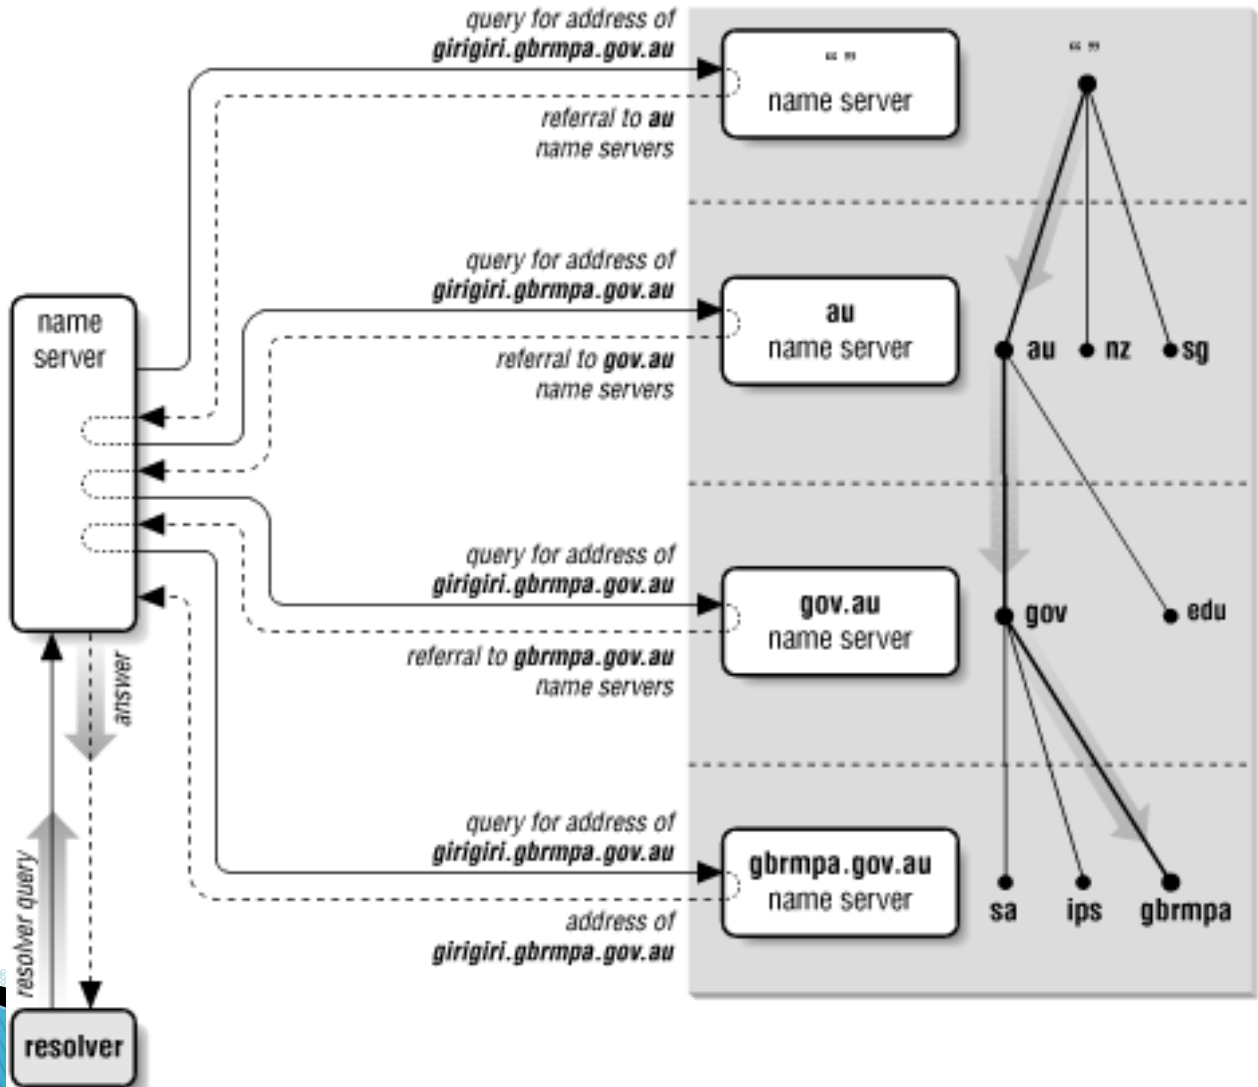 query for address of
girigiri.gbrmpa.gov.au
“ ”
name server
“ ”
referral to au
name servers
query for address of
girigiri.gbrmpa.gov.au
name
server
au
name server
au
nz
sg
referral to gov.au
name servers
query for address of
girigiri.gbrmpa.gov.au
gov.au
name server
gov
edu
referral to gbrmpa.gov.au
name servers
answer
query for address of
girigiri.gbrmpa.gov.au
gbrmpa.gov.au
name server
sa
ips
gbrmpa
address of
girigiri.gbrmpa.gov.au
resolver query
resolver